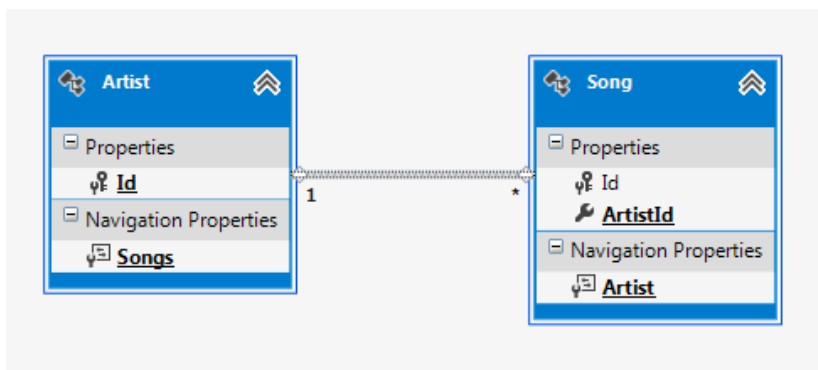 Artist
Properties
Id
Navigation Properties
Songs
1
*
Song
Properties
Id
ArtistId
Navigation Properties
Artist